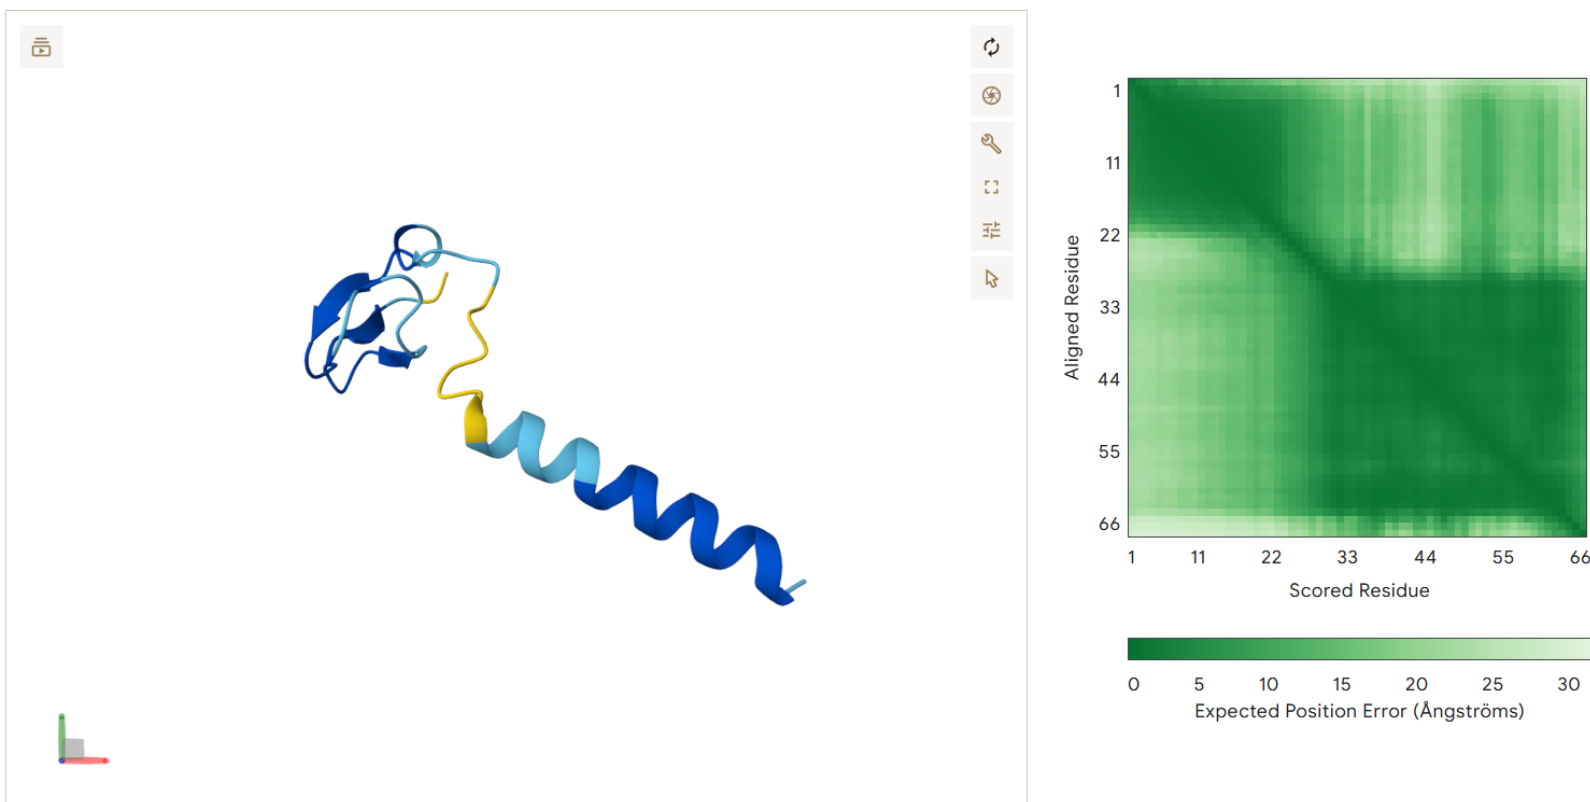 1
11
22
33
44
55
66
Aligned Residue
1 11 22 33 44 55 66
Scored Residue
0 5 10 15 20 25 30
Expected Position Error (Ångströms)